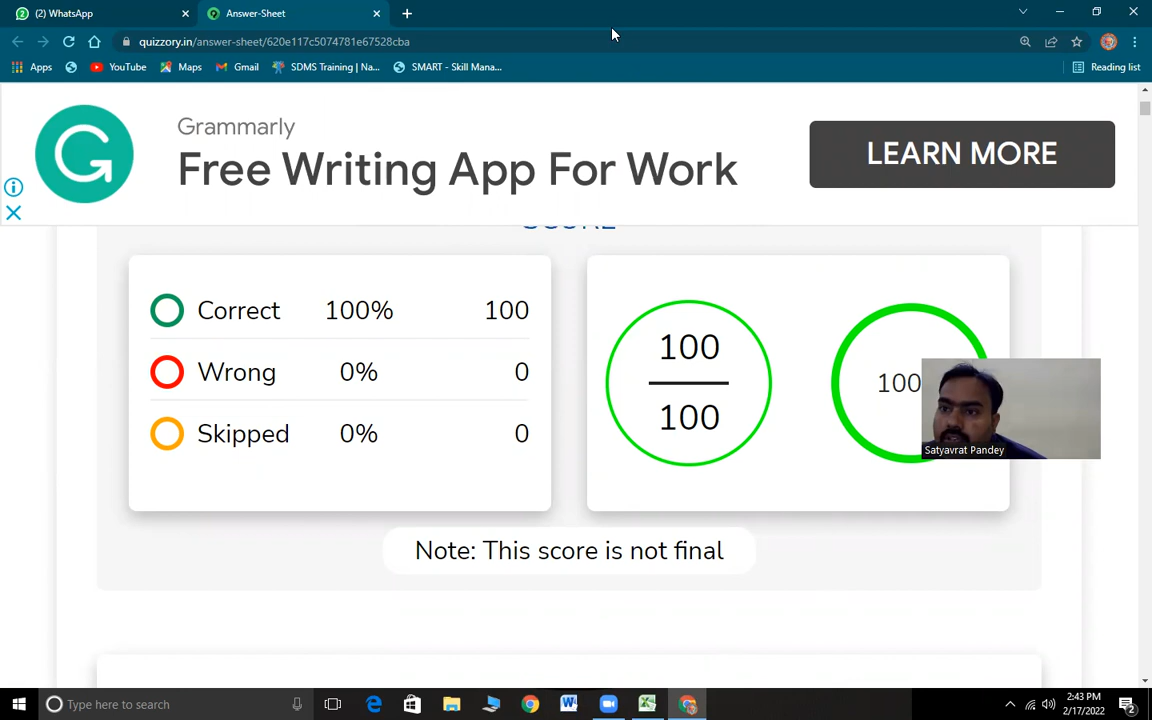 (2) WhatsApp
Answer-Sheet
quizzory.in/answer-sheet/620e117c5074781e67528cba
Apps
YouTube
Maps
Gmail
SDMS Training | Na...
SMART - Skill Mana...
Reading list
Grammarly
Free Writing App For Work
LEARN MORE
SCORE
Correct 100% 100
Wrong 0% 0
Skipped 0% 0
100
100
100
Satyavrat Pandey
Note: This score is not final
Type here to search
2:43 PM
2/17/2022
2